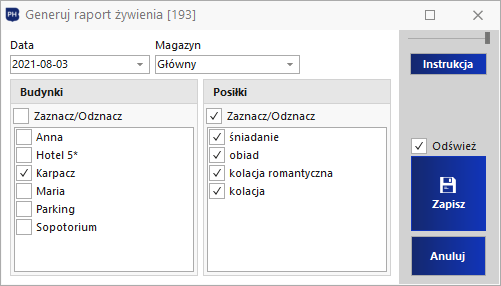 PH
Generuj raport żywienia [193]
Data
Magazyn
2021-08-03
Główny
Instrukcja
Budynki
Posiłki
Zaznacz/Odznacz
Zaznacz/Odznacz
Anna
Hotel 5*
Karpacz
Maria
Parking
Sopotorium
śniadanie
obiad
kolacja romantyczna
kolacja
Odśwież
Zapisz
Anuluj